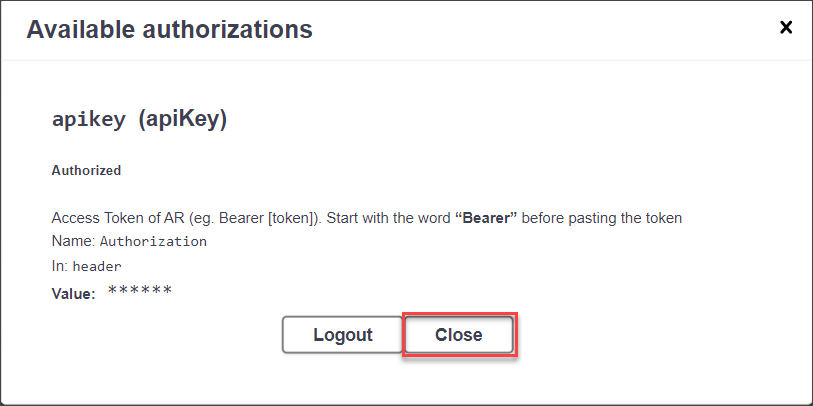 Available authorizations
apikey (apiKey)
Authorized
Access Token of AR (eg. Bearer [token]). Start with the word “Bearer” before pasting the token
Name: Authorization
In: header
Value: ******
Logout Close